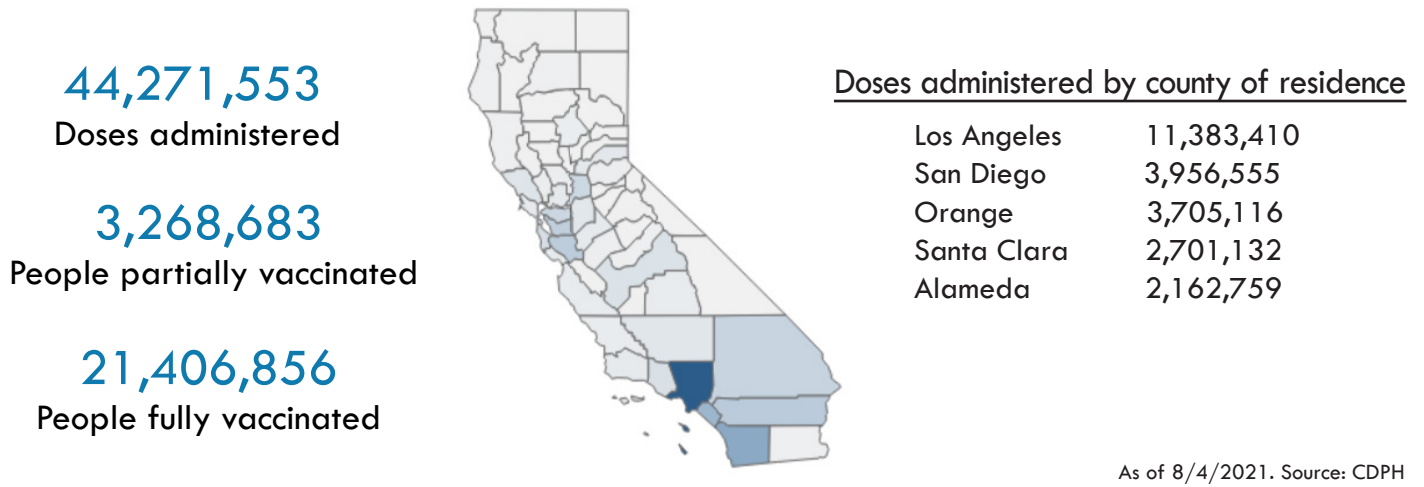 44,271,553
Doses administered
3,268,683
People partially vaccinated
21,406,856
People fully vaccinated
Doses administered by county of residence
Los Angeles 11,383,410
San Diego 3,956,555
Orange 3,705,116
Santa Clara 2,701,132
Alameda 2,162,759
As of 8/4/2021. Source: CDPH